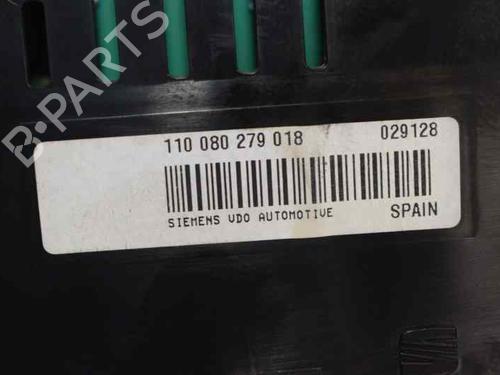 B-PARTS
110 080 279 018 029128
SIEMENS VDO AUTOMOTIVE SPAIN